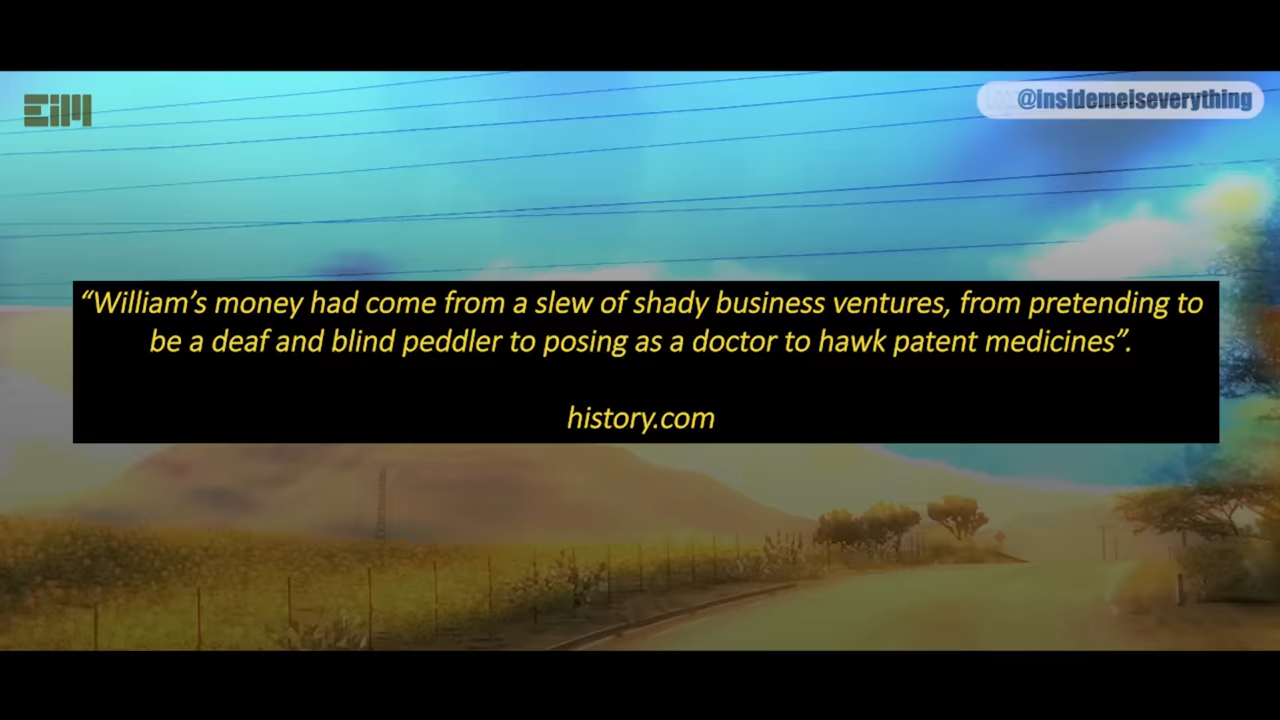 EiM
@insidemeiseverything
“William’s money had come from a slew of shady business ventures, from pretending to
be a deaf and blind peddler to posing as a doctor to hawk patent medicines”.
history.com